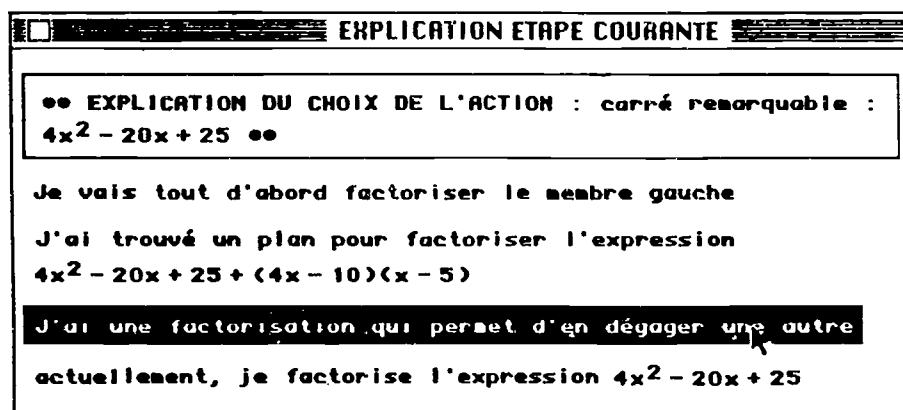 EXPLICATION ETAPE COURANTE
•• EXPLICATION DU CHOIX DE L'ACTION : carré remarquable :
4x² − 20x + 25 ••
Je vais tout d'abord factoriser le membre gauche
J'ai trouvé un plan pour factoriser l'expression
4x² − 20x + 25 + (4x − 10)(x − 5)
J'ai une factorisation qui permet d'en dégager une autre
actuellement, je factorise l'expression 4x² − 20x + 25